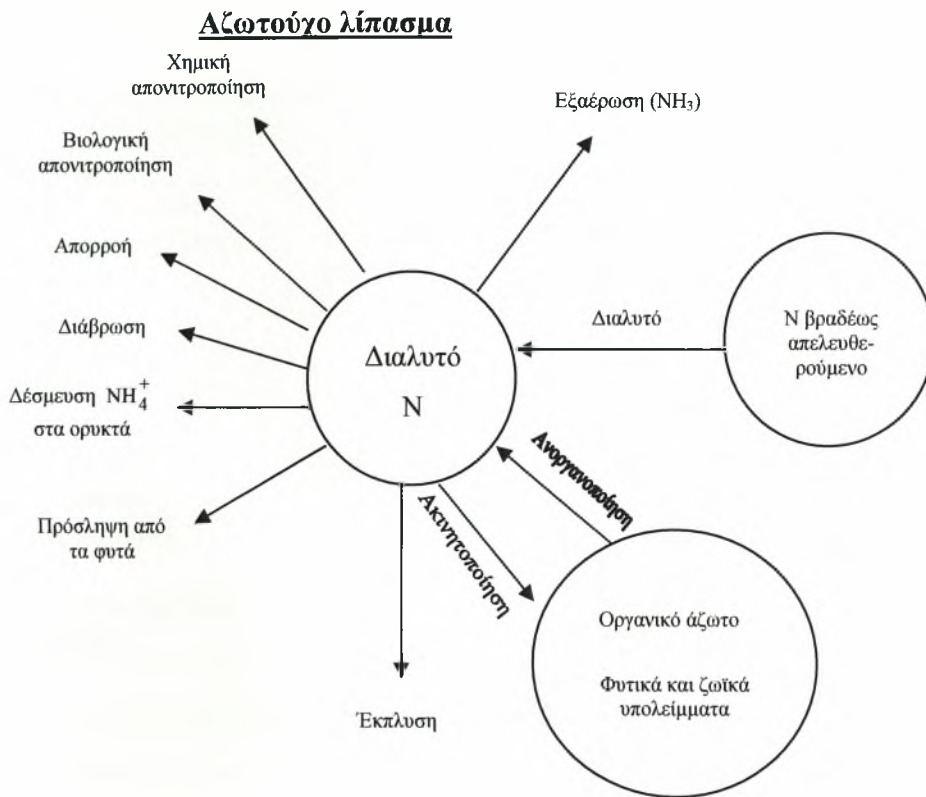 Αζωτούχο λίπασμα
Χημική
απονιτροποίηση
Εξαέρωση (NH₃)
Βιολογική
απονιτροποίηση
Απορροή
Διάβρωση
Δέσμευση NH₄⁺
στα ορυκτά
Πρόσληψη από
τα φυτά
Διαλυτό
N
Διαλυτό
N βραδέως
απελευθε-
ρούμενο
Ανοργανοποίηση
Ακινητοποίηση
Οργανικό άζωτο
Φυτικά και ζωϊκά
υπολείμματα
Έκπλυση